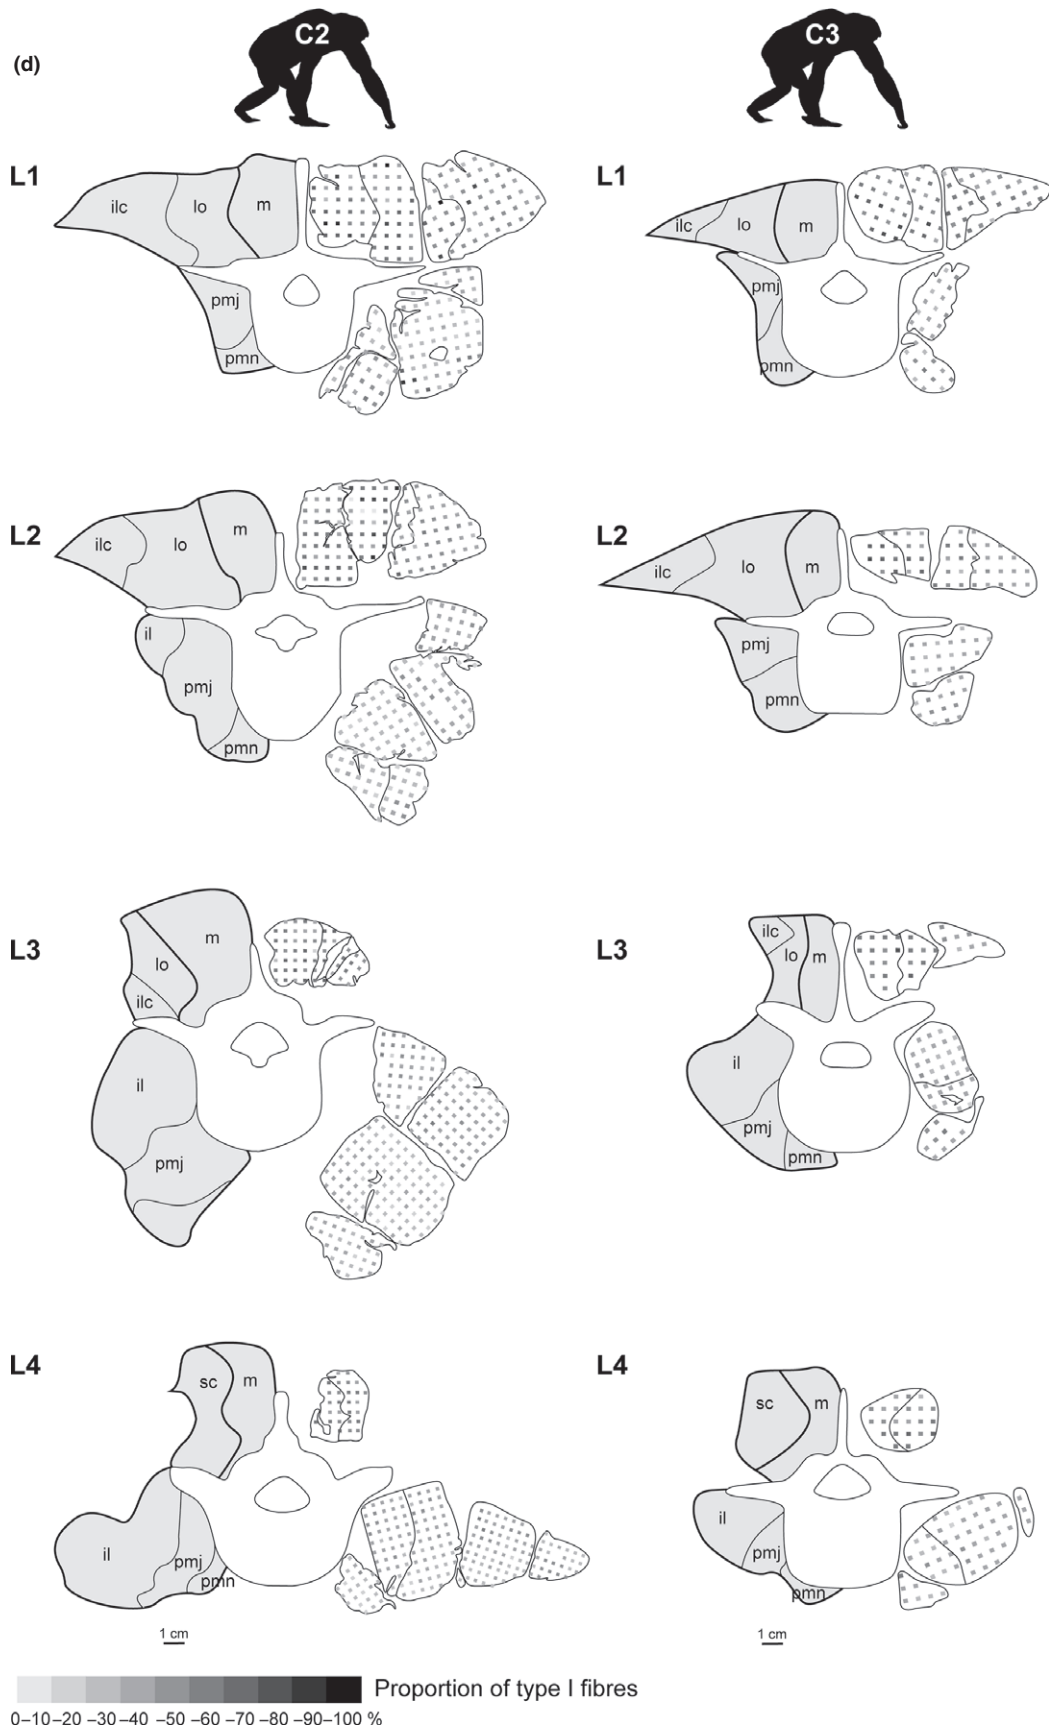 C2 C3
(d)
L1 L1
ilc lo m ilc lo m
pmj pmj
pmn pmn
L2 L2
ilc lo m ilc lo m
il pmj
pmj pmn
pmn
L3 L3
m ilc
lo lo m
ilc
il il
pmj pmj
pmn
L4 L4
sc m sc m
il il
pmj pmj
pmn pmn
1 cm 1 cm
Proportion of type I fibres
0–10–20 –30 –40 –50 –60 –70 –80 –90–100 %